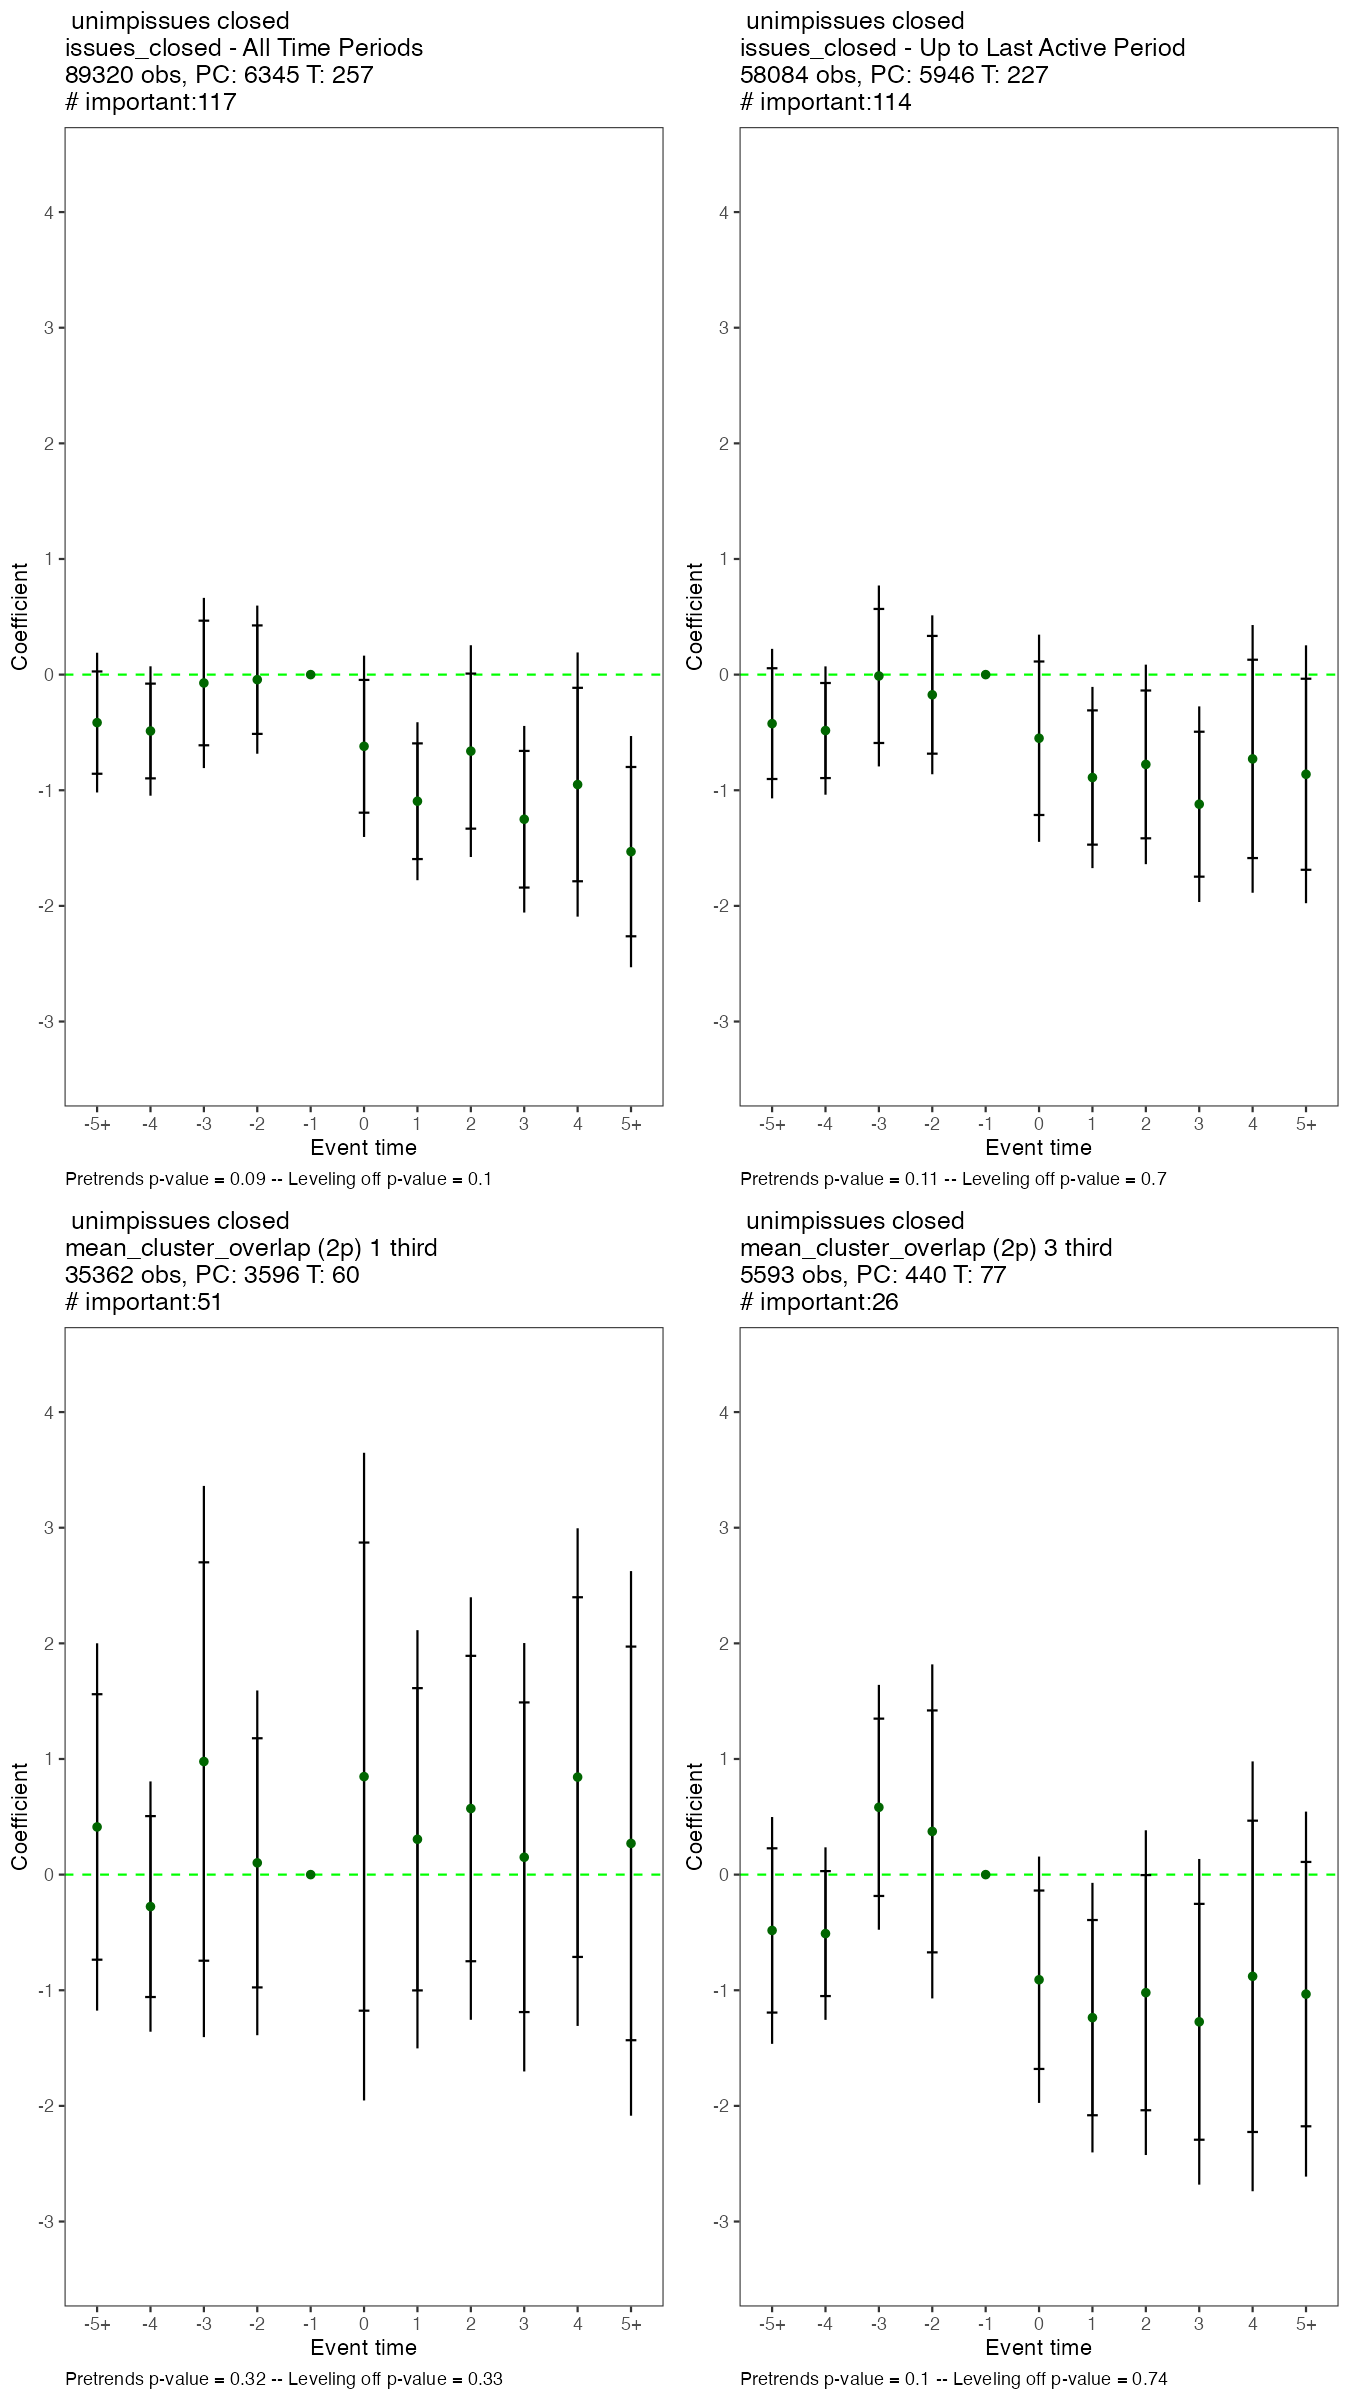 unimpissues closed
issues_closed - All Time Periods
89320 obs, PC: 6345 T: 257
# important:117
4
3
2
1
0
-1
-2
-3
Coefficient
-5+ -4 -3 -2 -1 0 1 2 3 4 5+
Event time
Pretrends p-value = 0.09 -- Leveling off p-value = 0.1
unimpissues closed
issues_closed - Up to Last Active Period
58084 obs, PC: 5946 T: 227
# important:114
4
3
2
1
0
-1
-2
-3
Coefficient
-5+ -4 -3 -2 -1 0 1 2 3 4 5+
Event time
Pretrends p-value = 0.11 -- Leveling off p-value = 0.7
unimpissues closed
mean_cluster_overlap (2p) 1 third
35362 obs, PC: 3596 T: 60
# important:51
4
3
2
1
0
-1
-2
-3
Coefficient
-5+ -4 -3 -2 -1 0 1 2 3 4 5+
Event time
Pretrends p-value = 0.32 -- Leveling off p-value = 0.33
unimpissues closed
mean_cluster_overlap (2p) 3 third
5593 obs, PC: 440 T: 77
# important:26
4
3
2
1
0
-1
-2
-3
Coefficient
-5+ -4 -3 -2 -1 0 1 2 3 4 5+
Event time
Pretrends p-value = 0.1 -- Leveling off p-value = 0.74